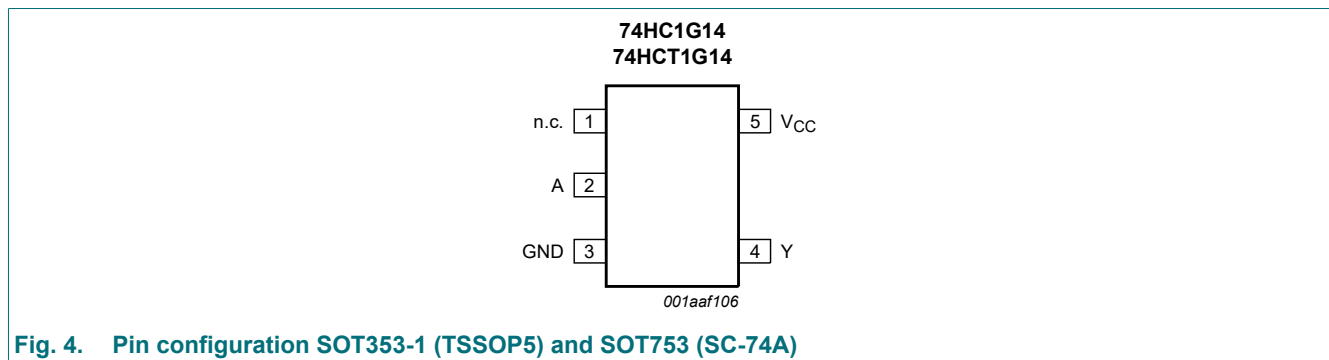 74HC1G14
74HCT1G14
n.c. 1
5 VCC
A 2
GND 3
4 Y
001aaf106
Fig. 4. Pin configuration SOT353-1 (TSSOP5) and SOT753 (SC-74A)